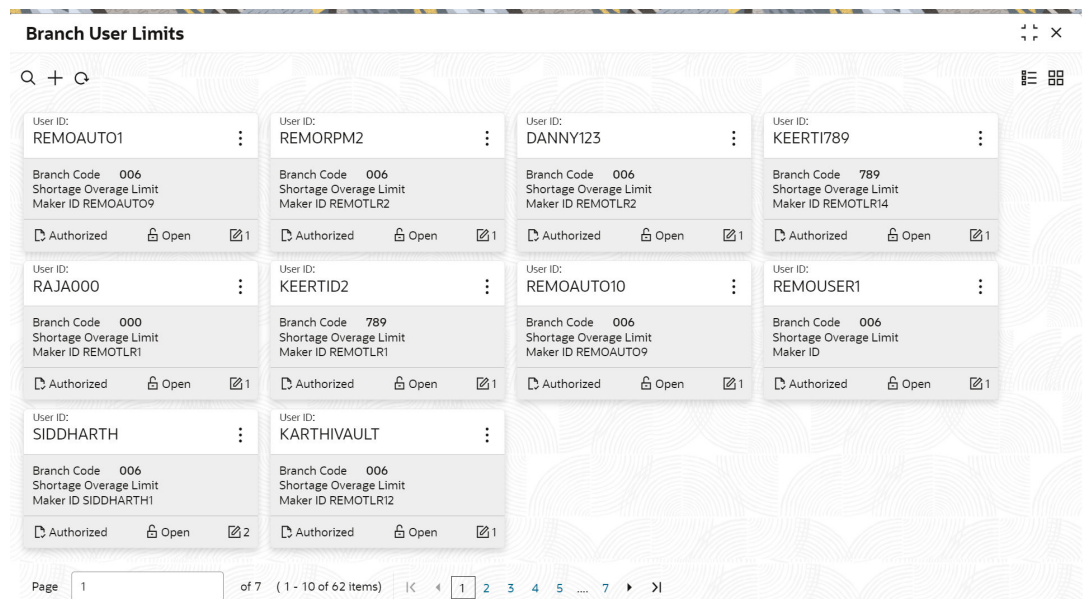 Branch User Limits
User ID:
REMOAUTO1
Branch Code 006
Shortage Overage Limit
Maker ID REMOAUTO9
Authorized Open 1
User ID:
REMORPM2
Branch Code 006
Shortage Overage Limit
Maker ID REMOTLR2
Authorized Open 1
User ID:
DANNY123
Branch Code 006
Shortage Overage Limit
Maker ID REMOTLR2
Authorized Open 1
User ID:
KEERTI789
Branch Code 789
Shortage Overage Limit
Maker ID REMOTLR14
Authorized Open 1
User ID:
RAJA000
Branch Code 000
Shortage Overage Limit
Maker ID REMOTLR1
Authorized Open 1
User ID:
KEERTID2
Branch Code 789
Shortage Overage Limit
Maker ID REMOTLR1
Authorized Open 1
User ID:
REMOAUTO10
Branch Code 006
Shortage Overage Limit
Maker ID REMOAUTO9
Authorized Open 1
User ID:
REMOUSER1
Branch Code 006
Shortage Overage Limit
Maker ID
Authorized Open 1
User ID:
SIDDHARTH
Branch Code 006
Shortage Overage Limit
Maker ID SIDDHARTH1
Authorized Open 2
User ID:
KARTHIVAULT
Branch Code 006
Shortage Overage Limit
Maker ID REMOTLR12
Authorized Open 1
Page 1 of 7 (1 - 10 of 62 items) 1 2 3 4 5 .... 7